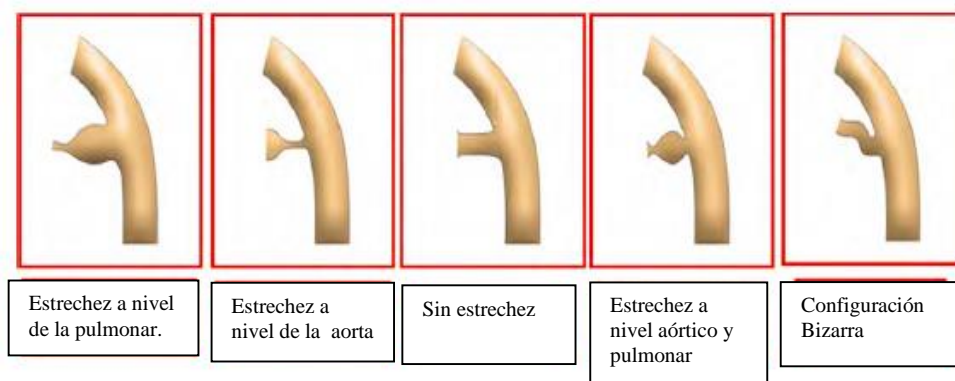 Estrechez a nivel
de la pulmonar.
Estrechez a
nivel de la aorta
Sin estrechez
Estrechez a
nivel aórtico y
pulmonar
Configuración
Bizarra